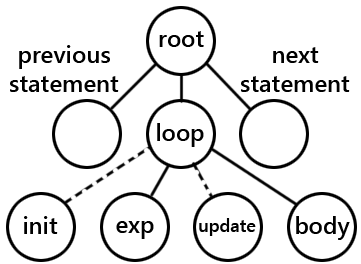 root
previous
statement
next
statement
loop
init
exp
update
body